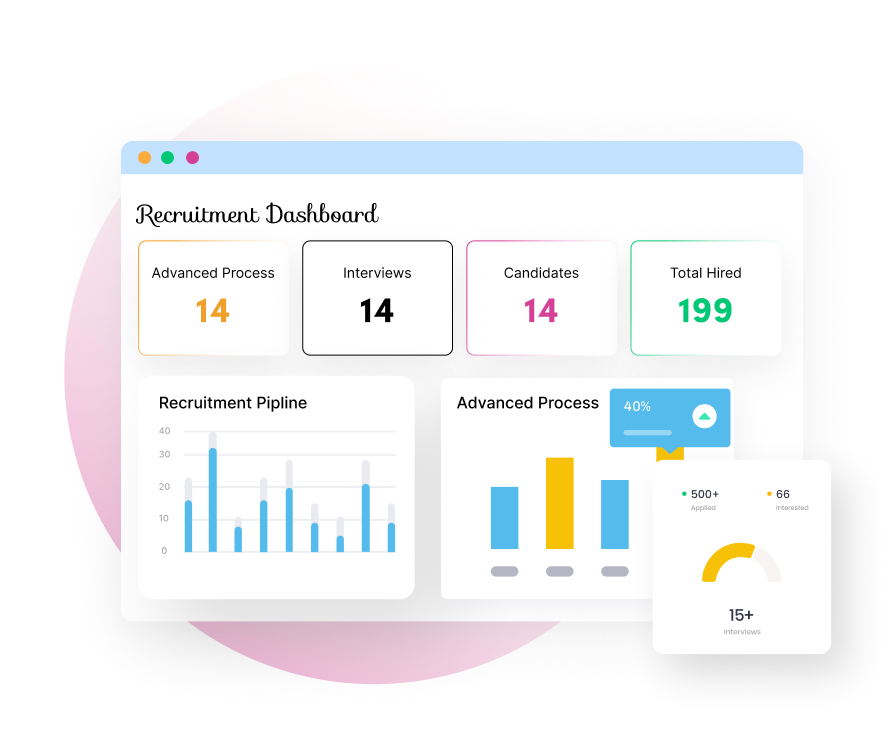 Recruitment Dashboard
Advanced Process
Interviews
Candidates
Total Hired
14
14
14
199
Recruitment Pipline
40
30
20
10
0
Advanced Process
40%
500+
Applied
66
Interested
15+
Interviews